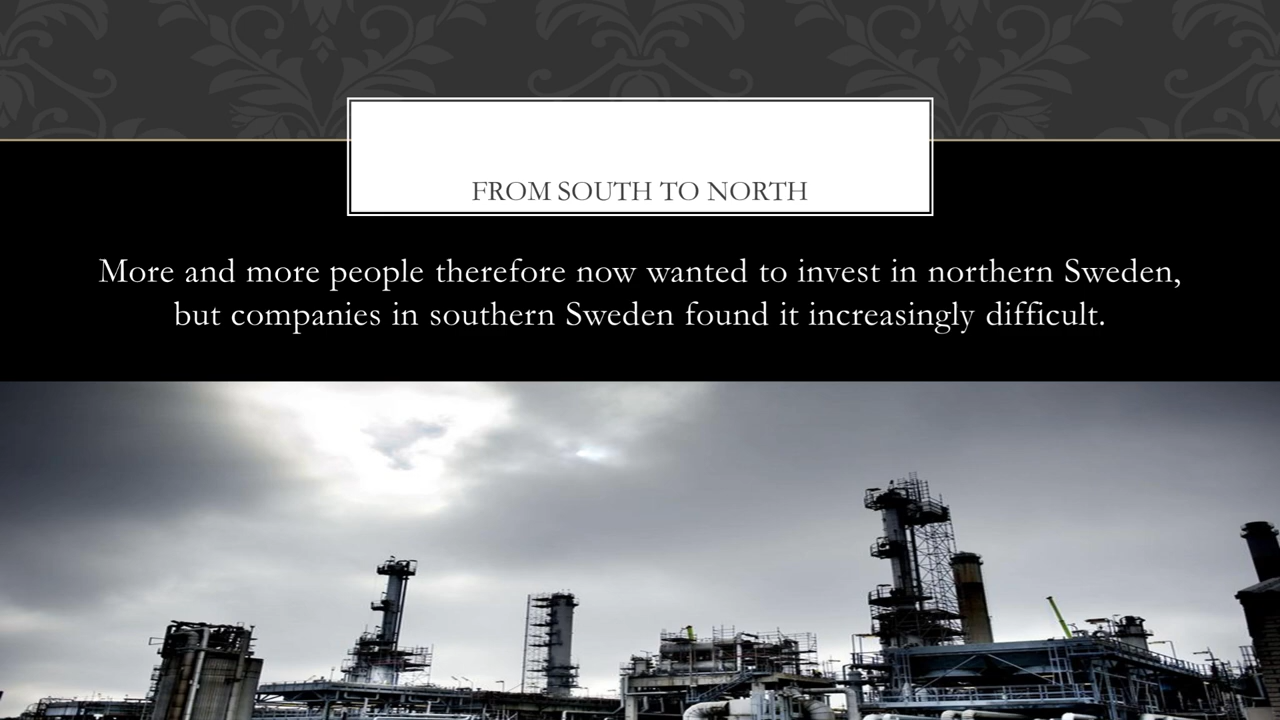 FROM SOUTH TO NORTH
More and more people therefore now wanted to invest in northern Sweden,
but companies in southern Sweden found it increasingly difficult.